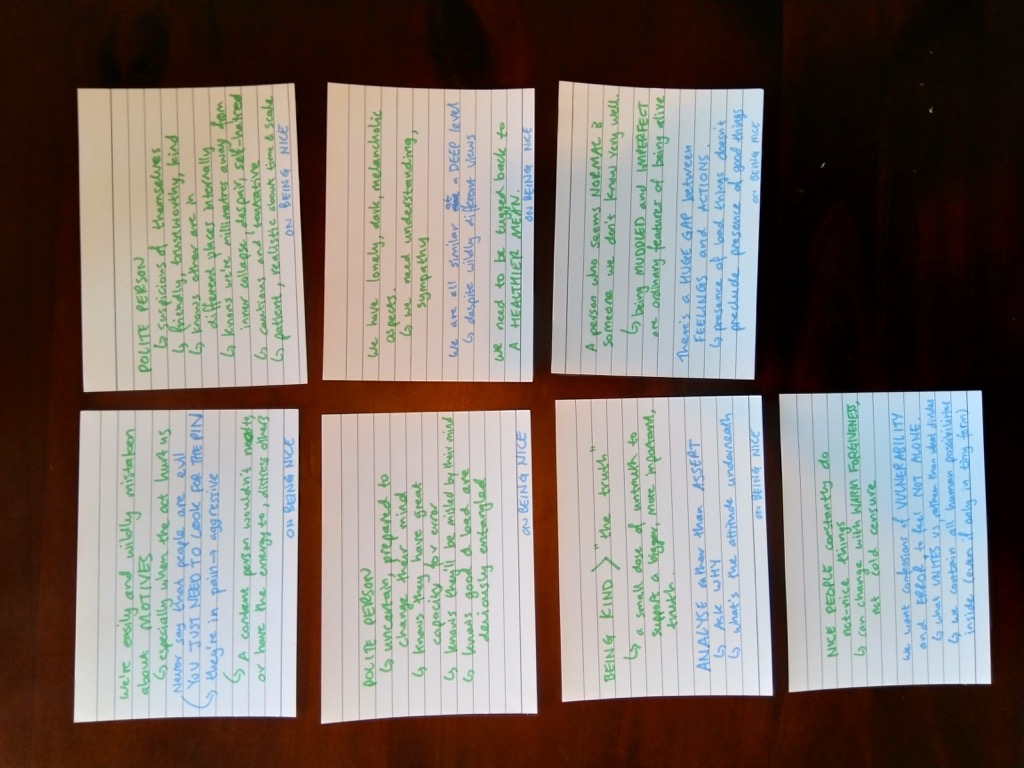 we're easily and wildly mistaken
about MOTIVES
↳ especially when the act hurt us
Never say that people are evil
YOU JUST NEED TO LOOK FOR THE PIN
↳ they're in pain → aggressive
↳ A content person wouldn't need to,
or have the energy to, distress others
ON BEING NICE
POLITE PERSON
↳ suspicious of themselves
↳ friendly, trustworthy, kind
↳ knows other are in
different places internally
↳ knows we're millimetres away from
inner collapse, despair, self-hatred
↳ cautious and tentative
↳ patient, realistic about time & scale
ON BEING NICE
POLITE PERSON
↳ uncertain, prepared to
change their mind
↳ knows they have great
capacity to error
↳ knows they'll be misled by their mind
↳ knows good & bad are
deviously entangled
ON BEING NICE
we have lonely, dark, melancholic
aspects.
↳ we need understanding,
sympathy
we are all similar at a DEEP level
↳ despite wildly different views
we need to be tugged back to
A HEALTHIER MEAN.
ON BEING NICE
BEING KIND > "the truth"
↳ a small dose of untruth to
support a bigger, more important,
truth.
ANALYSE rather than ASSERT
↳ Ask WHY
↳ what's the attitude underneath
ON BEING NICE
A person who seems NORMAL is
someone we don't know very well.
↳ being MUDDLED and IMPERFECT
are ordinary features of being alive
There's a HUGE GAP between
FEELINGS and ACTIONS.
↳ presence of bad things doesn't
preclude presence of good things
ON BEING NICE
NICE PEOPLE constantly do
not-nice things
↳ can change with WARM FORGIVENESS,
not cold censure
we want confessions of VULNERABILITY
and ERROR to feel NOT ALONE.
↳ what UNITES us rather than what divides
↳ we contain all human possibilities
inside (even if only in tiny form)